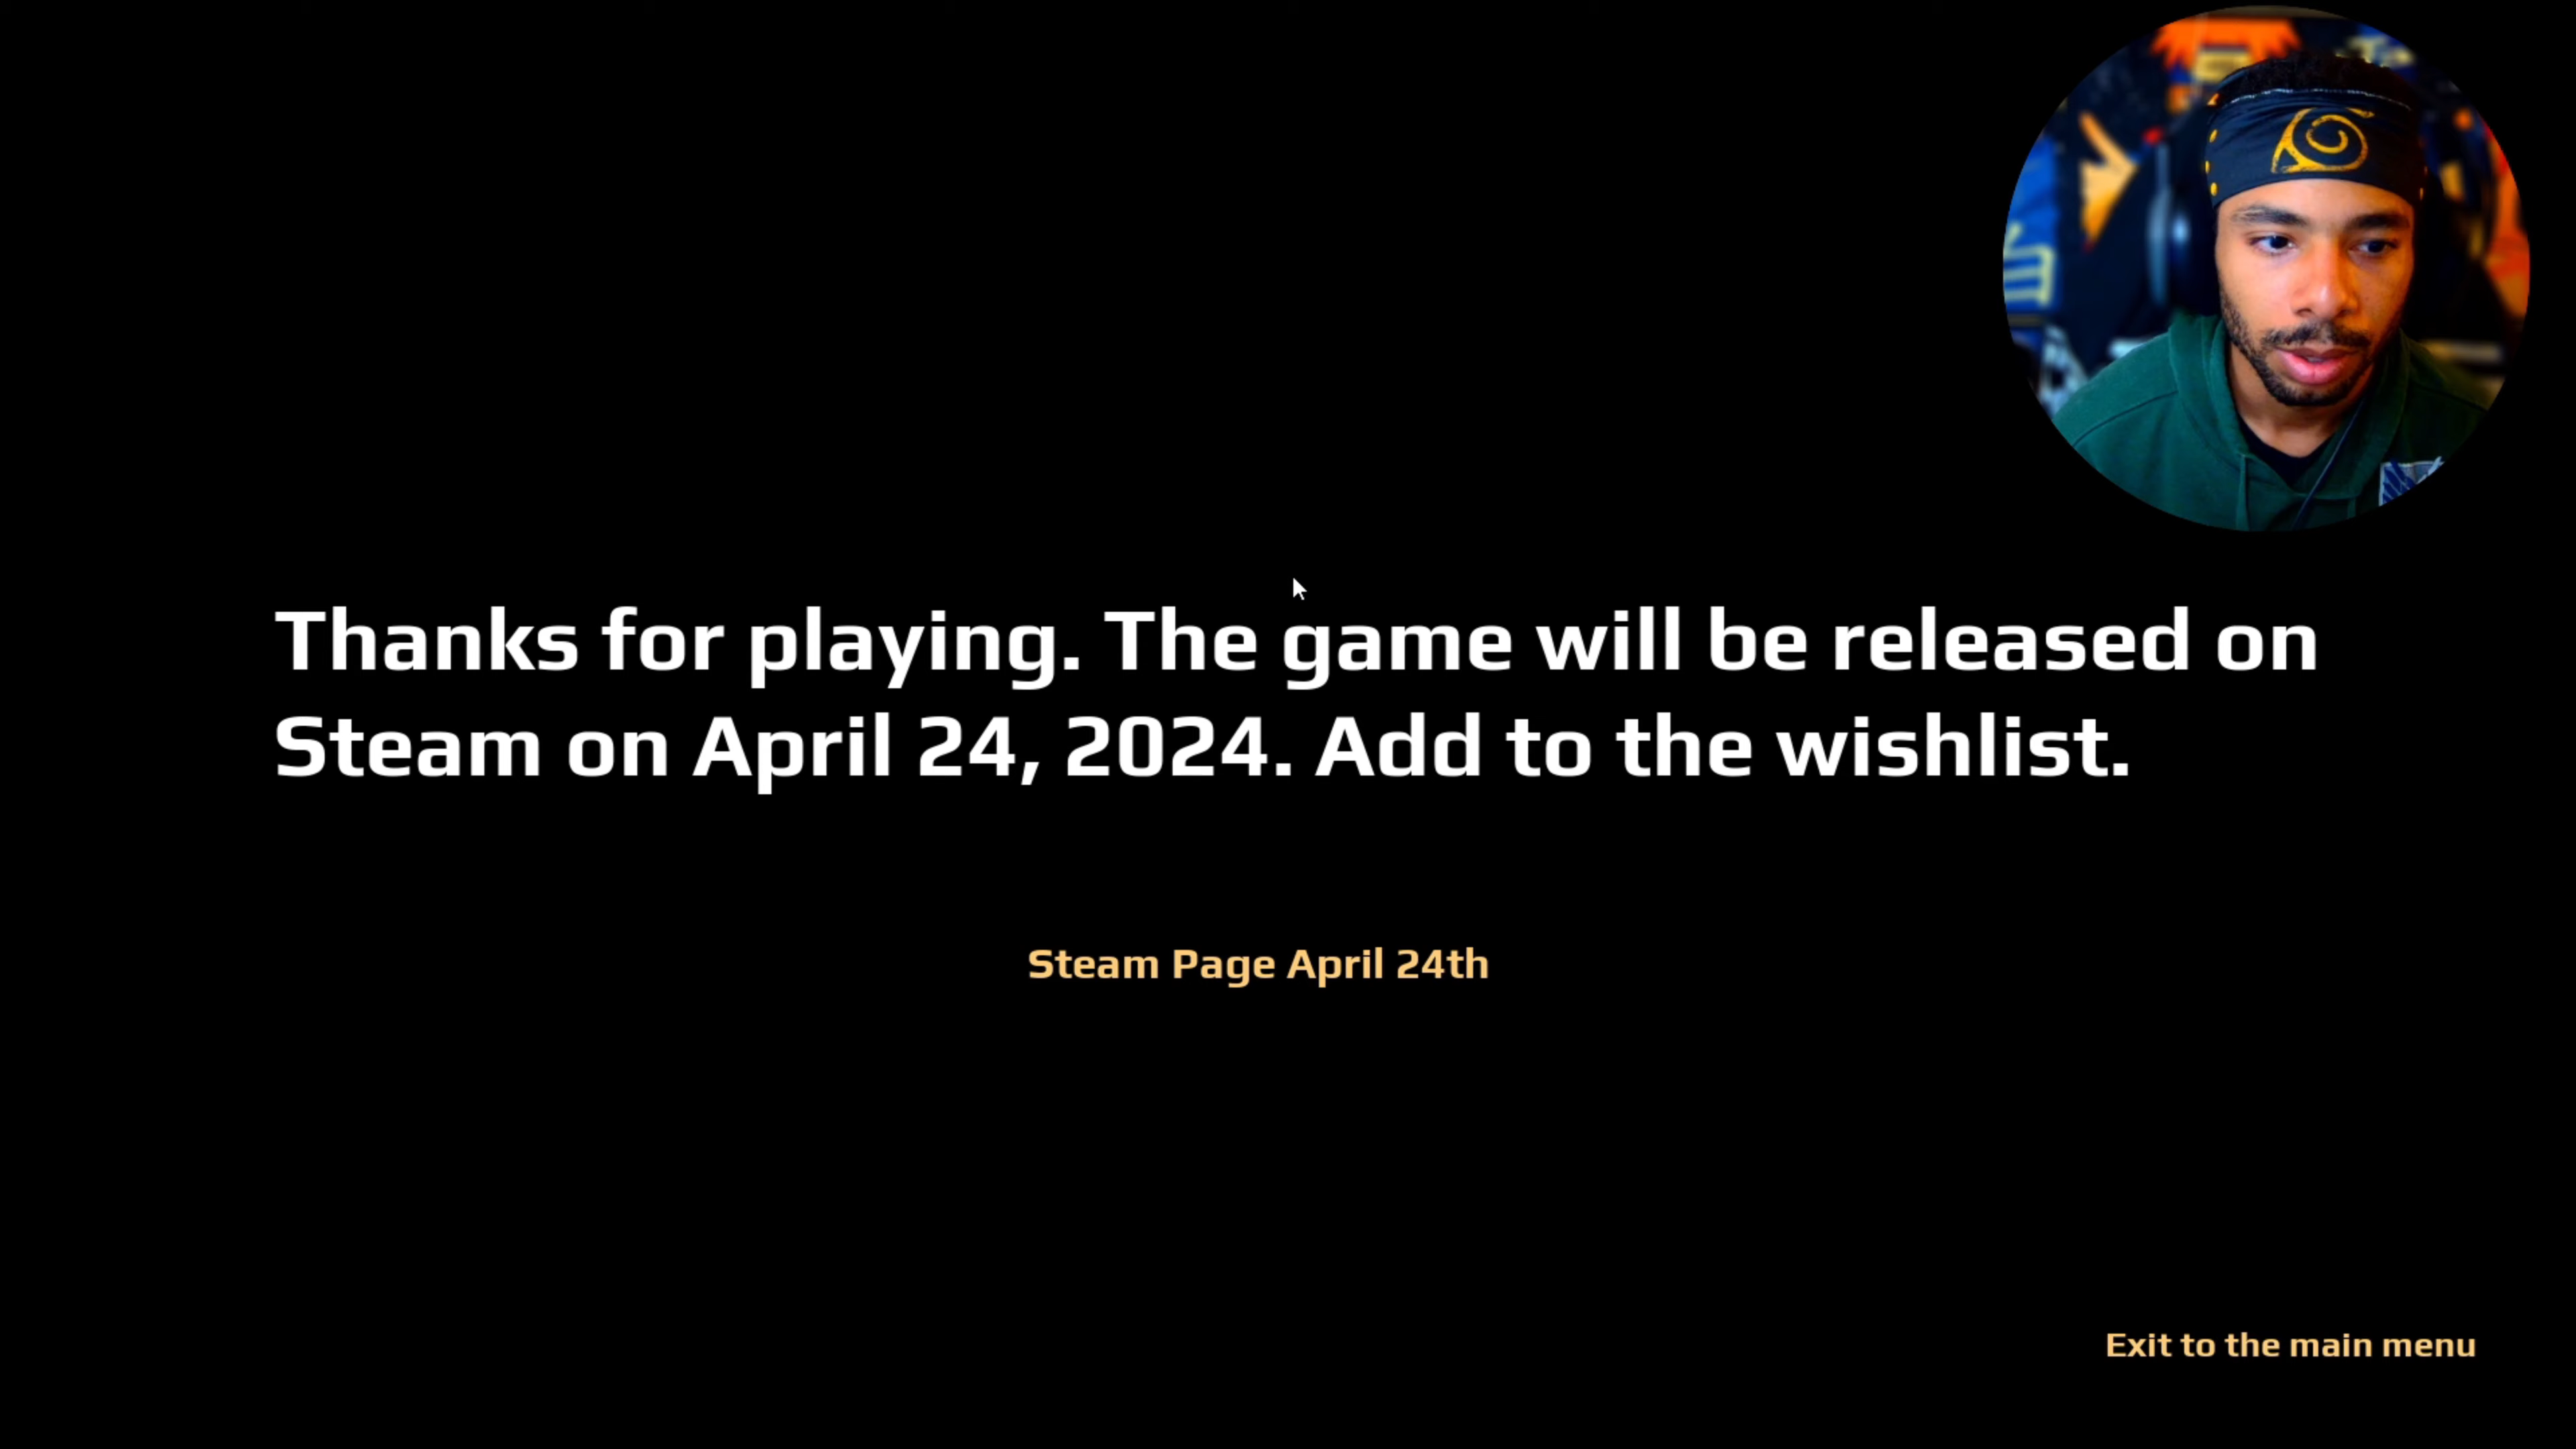 Thanks for playing. The game will be released on
Steam on April 24, 2024. Add to the wishlist.
Steam Page April 24th
Exit to the main menu